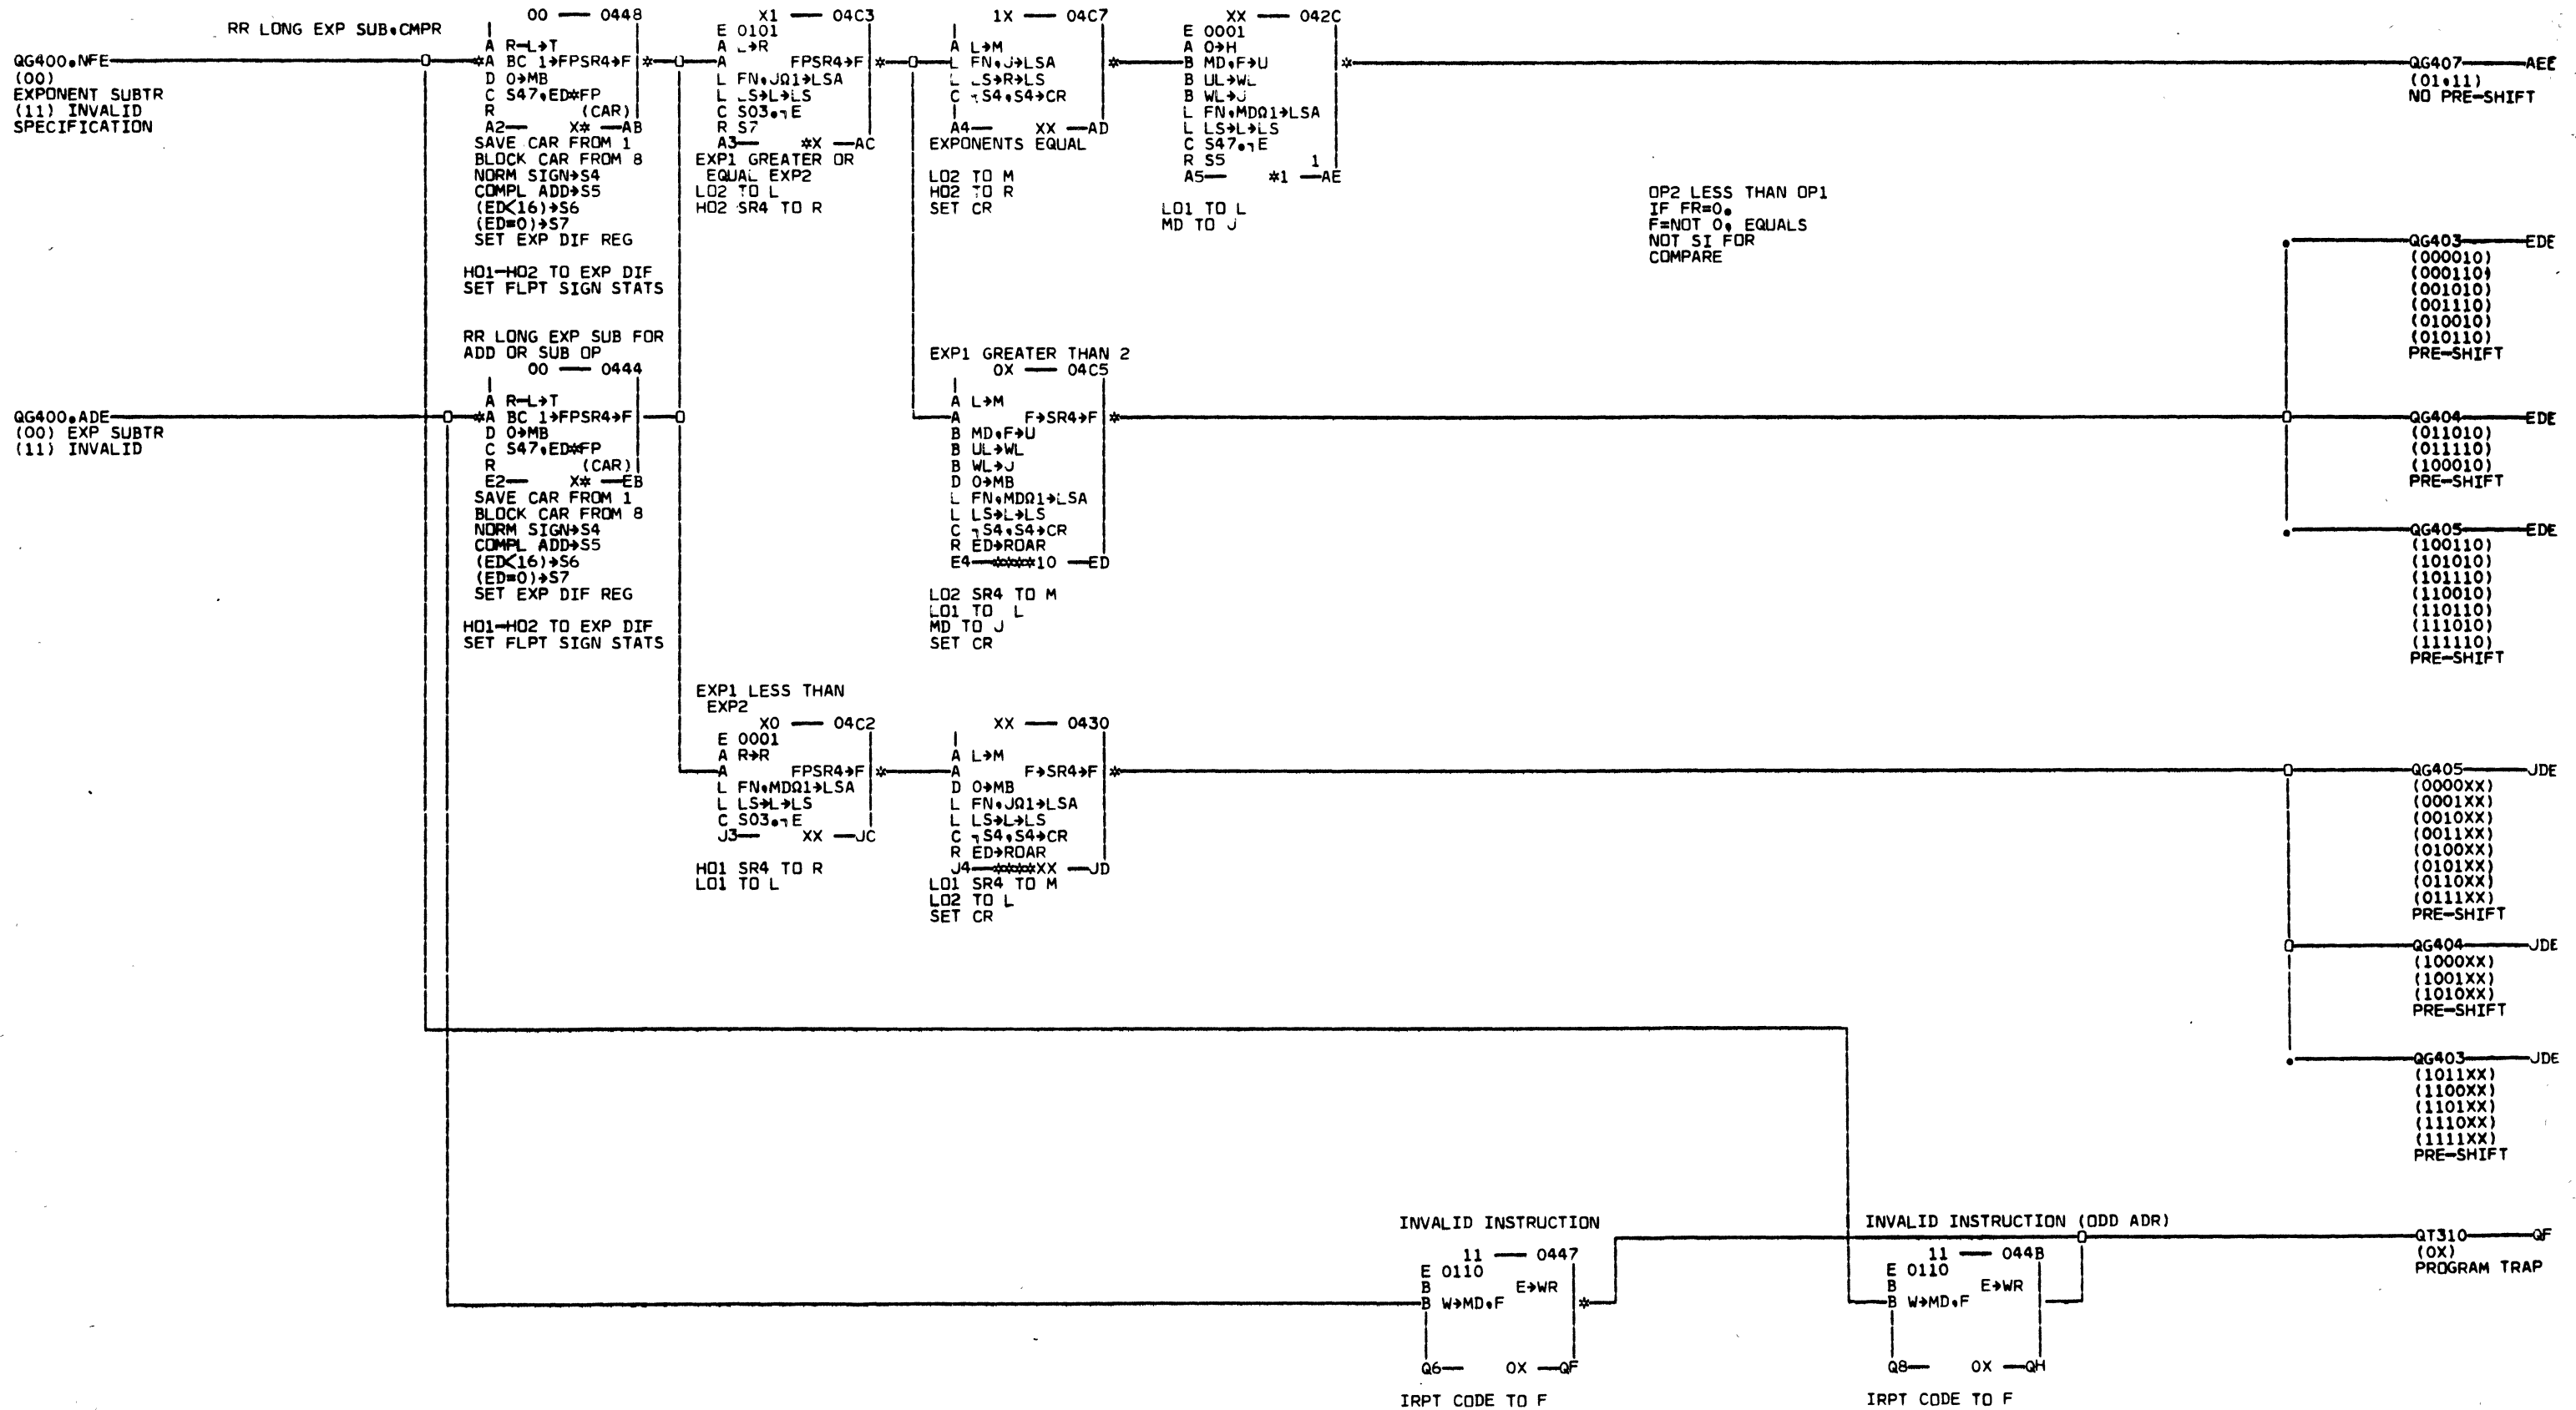 RR LONG EXP SUB,CMPR
QG400,NFE
(00)
EXPONENT SUBTR
(11) INVALID
SPECIFICATION
00 — 0448
A R-L→T
*A BC 1→FPSR4→F *
D 0→MB
C S47,ED*FP
R (CAR)
A2— X* —AB
SAVE CAR FROM 1
BLOCK CAR FROM 8
NORM SIGN→S4
COMPL ADD→S5
(ED<16)→S6
(ED=0)→S7
SET EXP DIF REG
HO1-HO2 TO EXP DIF
SET FLPT SIGN STATS
X1 — 04C3
E 0101
A L→R
A FPSR4→F *
L FN,JΩ1→LSA
L LS→L→LS
C S03,¬E
R S7
A3— *X —AC
EXP1 GREATER OR
EQUAL EXP2
LO2 TO L
HO2 SR4 TO R
1X — 04C7
A L→M
L FN,J→LSA *
L LS→R→LS
C ¬S4,S4→CR
A4— XX —AD
EXPONENTS EQUAL
LO2 TO M
HO2 TO R
SET CR
XX — 042C
E 0001
A 0→H
B MD,F→U *
B UL→WL
B WL→J
L FN,MDΩ1→LSA
L LS→L→LS
C S47,¬E
R S5 1
A5— *1 —AE
LO1 TO L
MD TO J
OP2 LESS THAN OP1
IF FR=0,
F=NOT 0, EQUALS
NOT SI FOR
COMPARE
QG407 —AEE
(01,11)
NO PRE-SHIFT
QG403 —EDE
(000010)
(000110)
(001010)
(001110)
(010010)
(010110)
PRE-SHIFT
RR LONG EXP SUB FOR
ADD OR SUB OP
QG400,ADE
(00) EXP SUBTR
(11) INVALID
00 — 0444
A R-L→T
*A BC 1→FPSR4→F
D 0→MB
C S47,ED*FP
R (CAR)
E2— X* —EB
SAVE CAR FROM 1
BLOCK CAR FROM 8
NORM SIGN→S4
COMPL ADD→S5
(ED<16)→S6
(ED=0)→S7
SET EXP DIF REG
HO1-HO2 TO EXP DIF
SET FLPT SIGN STATS
EXP1 GREATER THAN 2
0X — 04C5
A L→M
A F→SR4→F *
B MD,F→U
B UL→WL
B WL→J
D 0→MB
L FN,MDΩ1→LSA
L LS→L→LS
C ¬S4,S4→CR
R ED→ROAR
E4—****10 —ED
LO2 SR4 TO M
LO1 TO L
MD TO J
SET CR
QG404 —EDE
(011010)
(011110)
(100010)
PRE-SHIFT
QG405 —EDE
(100110)
(101010)
(101110)
(110010)
(110110)
(111010)
(111110)
PRE-SHIFT
EXP1 LESS THAN
EXP2
X0 — 04C2
E 0001
A R→R
A FPSR4→F *
L FN,MDΩ1→LSA
L LS→L→LS
C S03,¬E
J3— XX —JC
HO1 SR4 TO R
LO1 TO L
XX — 0430
A L→M
A F→SR4→F *
D 0→MB
L FN,JΩ1→LSA
L LS→L→LS
C ¬S4,S4→CR
R ED→ROAR
J4—****XX —JD
LO1 SR4 TO M
LO2 TO L
SET CR
QG405 —JDE
(0000XX)
(0001XX)
(0010XX)
(0011XX)
(0100XX)
(0101XX)
(0110XX)
(0111XX)
PRE-SHIFT
QG404 —JDE
(1000XX)
(1001XX)
(1010XX)
PRE-SHIFT
QG403 —JDE
(1011XX)
(1100XX)
(1101XX)
(1110XX)
(1111XX)
PRE-SHIFT
INVALID INSTRUCTION
11 — 0447
E 0110
B E→WR
B W→MD,F *
Q6— 0X —QF
IRPT CODE TO F
INVALID INSTRUCTION (ODD ADR)
11 — 044B
E 0110
B E→WR
B W→MD,F
Q8— 0X —QH
IRPT CODE TO F
QT310 —QF
(0X)
PROGRAM TRAP